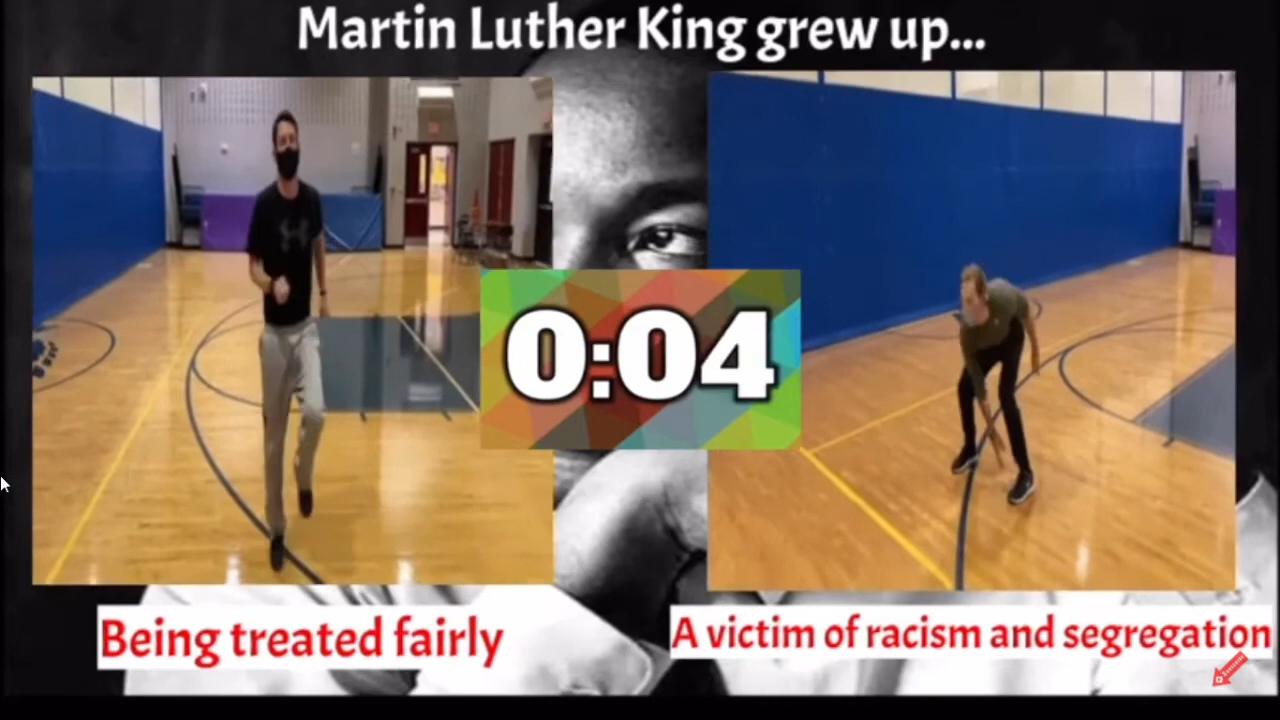 Martin Luther King grew up...
0:04
Being treated fairly
A victim of racism and segregation